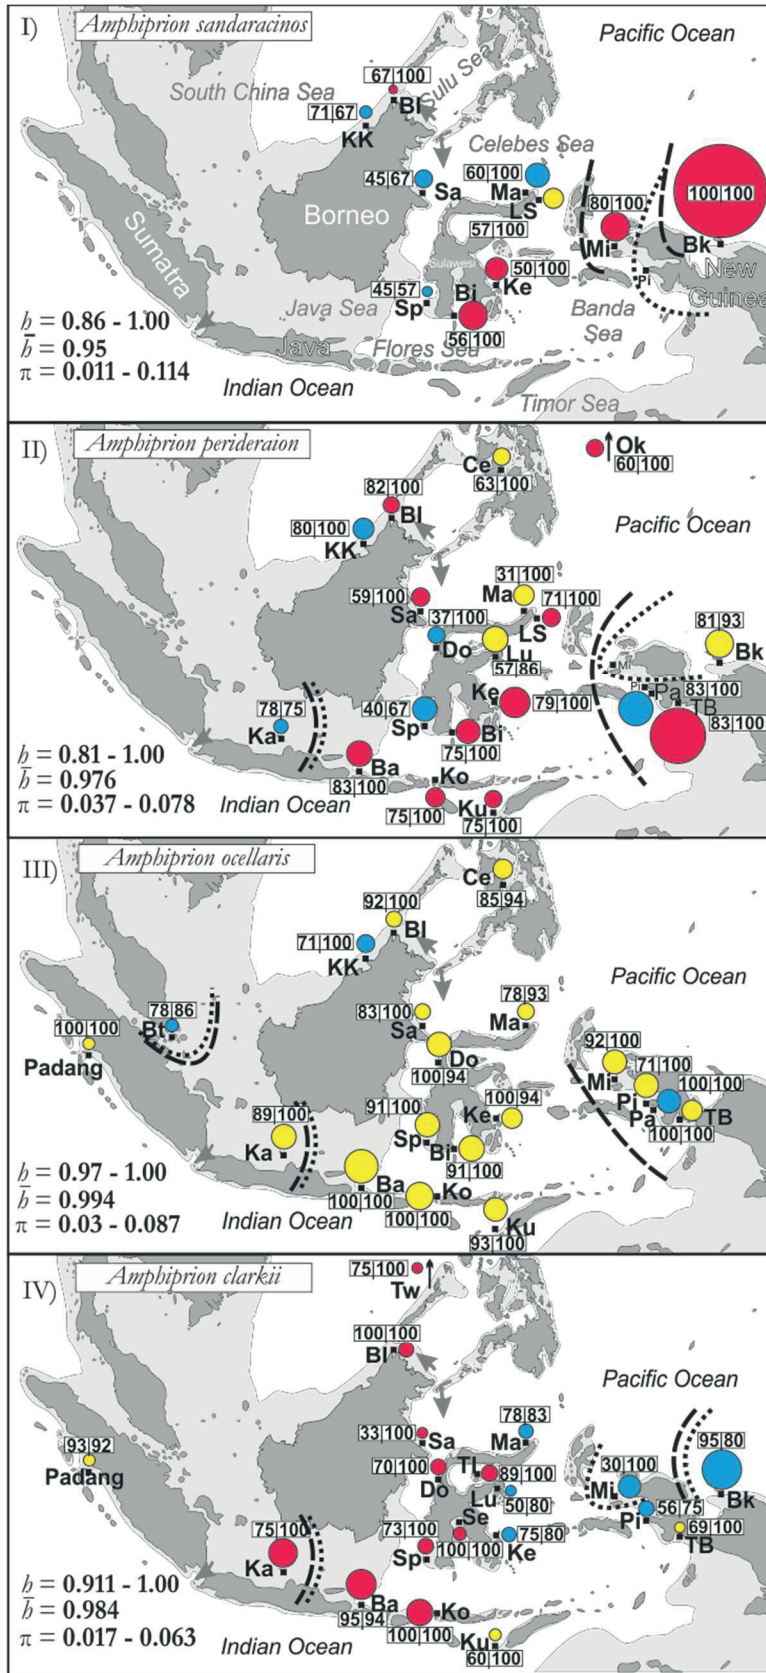 I) Amphiprion sandaracinos
Pacific Ocean
South China Sea
Sulu Sea
67|100
BI
71|67
KK
Celebes Sea
45|67
Sa
60|100
Ma
LS
57|100
80|100
Mi
100|100
Bk
Borneo
Sumatra
Sulawesi
50|100
Ke
Pi
New Guinea
45|57
Sp
Bi
56|100
Java Sea
Banda Sea
Java
Flores Sea
Indian Ocean
Timor Sea
h = 0.86 - 1.00
h̄ = 0.95
π = 0.011 - 0.114
II) Amphiprion perideraion
Ok
60|100
Ce
63|100
82|100
BI
Pacific Ocean
80|100
KK
59|100
Sa
37|100
Do
31|100
Ma
71|100
LS
Lu
57|86
81|93
Bk
Mi
Pi
Pa
83|100
TB
83|100
78|75
Ka
40|67
Sp
Ke
79|100
Bi
75|100
Ba
83|100
Ko
75|100
Ku
75|100
Indian Ocean
h = 0.81 - 1.00
h̄ = 0.976
π = 0.037 - 0.078
III) Amphiprion ocellaris
Ce
85|94
92|100
BI
71|100
KK
Pacific Ocean
78|86
Bt
100|100
Padang
83|100
Sa
78|93
Ma
Do
100|94
92|100
Mi
71|100
Pi
100|100
Pa
TB
100|100
89|100
Ka
91|100
Sp
100|94
Ke
Bi
91|100
Ba
100|100
Ko
100|100
Ku
93|100
Indian Ocean
h = 0.97 - 1.00
h̄ = 0.994
π = 0.03 - 0.087
IV) Amphiprion clarkii
75|100
Tw
100|100
BI
Pacific Ocean
93|92
Padang
33|100
Sa
78|83
Ma
70|100
Do
TI
89|100
Lu
50|80
30|100
Mi
95|80
Bk
Pi
56|75
69|100
TB
75|100
Ka
73|100
Sp
Se
100|100
75|80
Ke
Ba
95|94
Ko
100|100
Ku
60|100
Indian Ocean
h = 0.911 - 1.00
h̄ = 0.984
π = 0.017 - 0.063